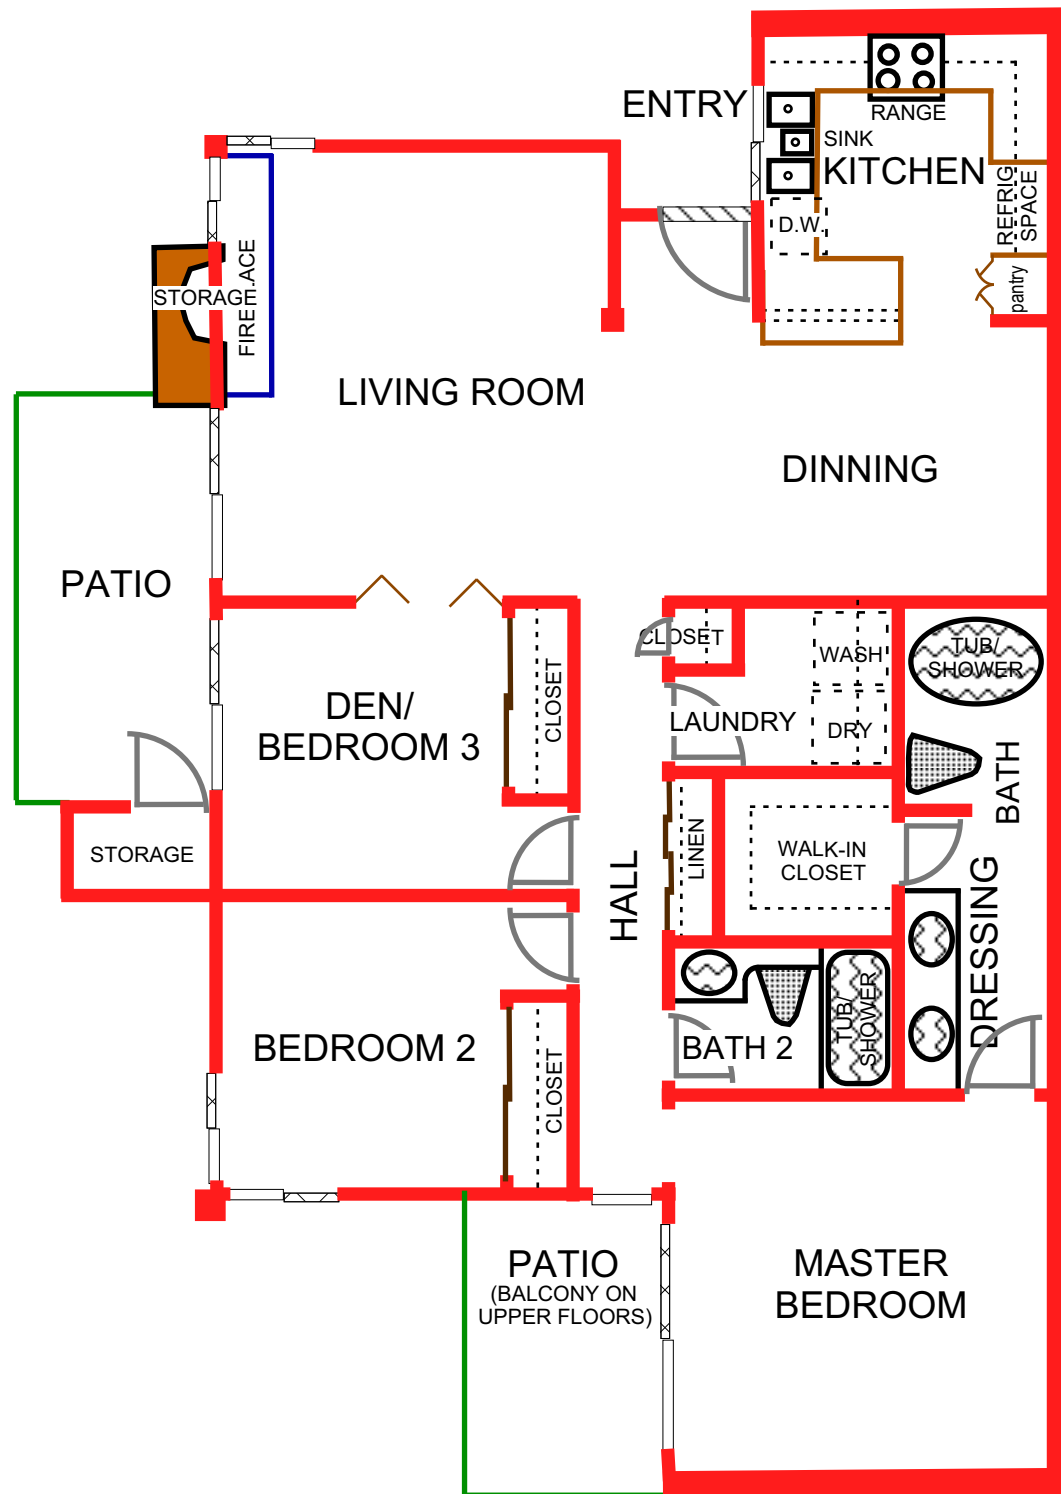 ENTRY
RANGE
SINK
KITCHEN
REFRIG
SPACE
D.W.
pantry
STORAGE
FIRE LACE
LIVING ROOM
DINNING
PATIO
CLOSET
WASH
TUB/
SHOWER
DEN/
BEDROOM 3
CLOSET
LAUNDRY
DRY
BATH
STORAGE
HALL
LINEN
WALK-IN
CLOSET
DRESSING
BEDROOM 2
CLOSET
BATH 2
TUB/
SHOWER
PATIO
(BALCONY ON
UPPER FLOORS)
MASTER
BEDROOM